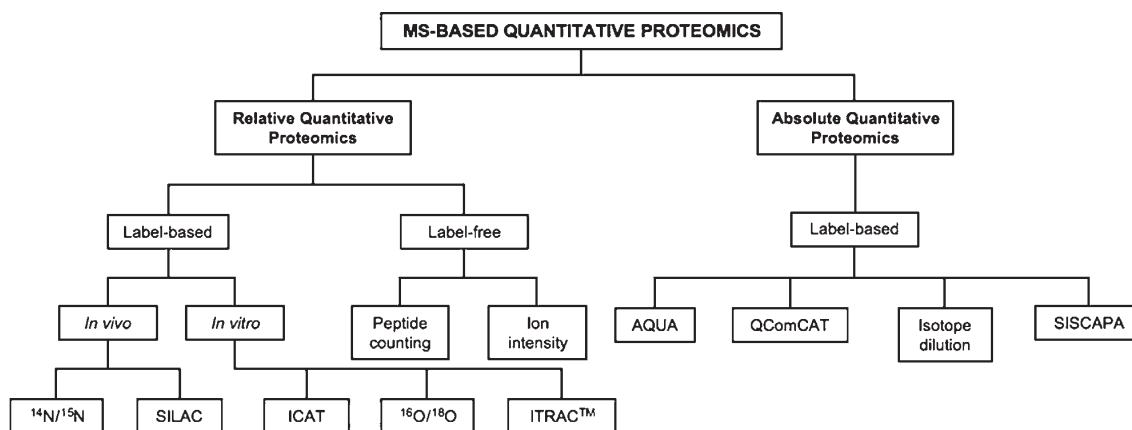 MS-BASED QUANTITATIVE PROTEOMICS
Relative Quantitative
Proteomics
Absolute Quantitative
Proteomics
Label-based
Label-free
Label-based
In vivo
In vitro
Peptide
counting
Ion
intensity
AQUA
QComCAT
Isotope
dilution
SISCAPA
¹⁴N/¹⁵N
SILAC
ICAT
¹⁶O/¹⁸O
ITRAC™